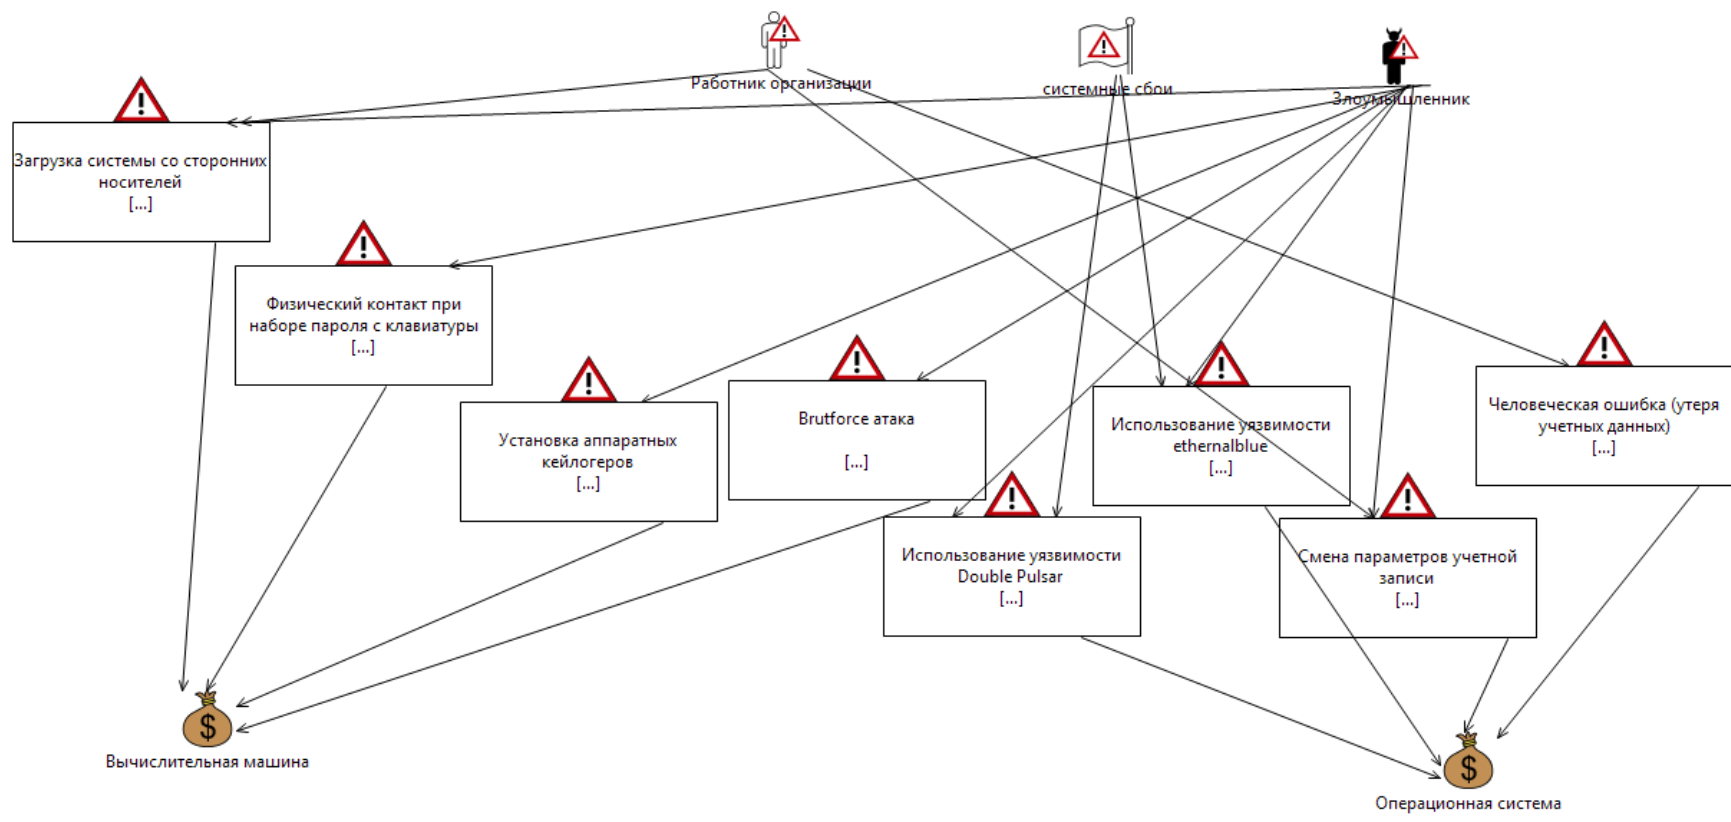 Работник организации
системные сбои
Злоумышленник
Загрузка системы со сторонних
носителей
[...]
Физический контакт при
наборе пароля с клавиатуры
[...]
Установка аппаратных
кейлогеров
[...]
Brutforce атака
[...]
Использование уязвимости
Double Pulsar
[...]
Использование уязвимости
ethernalblue
[...]
Смена параметров учетной
записи
[...]
Человеческая ошибка (утеря
учетных данных)
[...]
$
Вычислительная машина
$
Операционная система